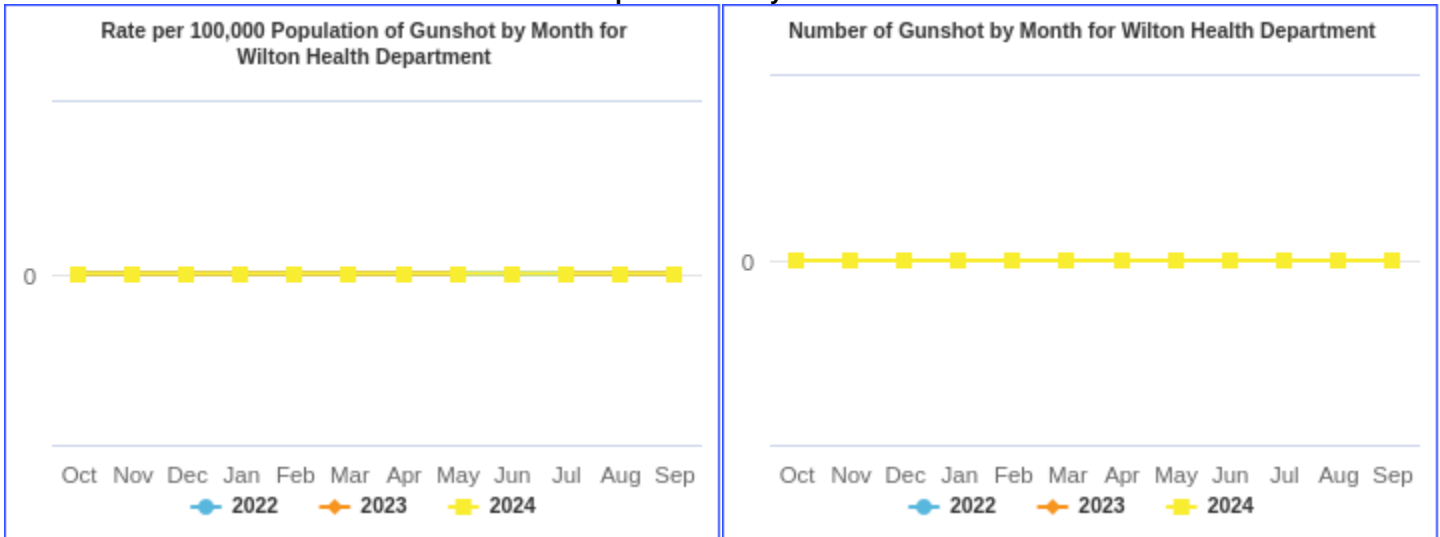 Rate per 100,000 Population of Gunshot by Month for
Wilton Health Department
0
Oct Nov Dec Jan Feb Mar Apr May Jun Jul Aug Sep
2022 2023 2024
Number of Gunshot by Month for Wilton Health Department
0
Oct Nov Dec Jan Feb Mar Apr May Jun Jul Aug Sep
2022 2023 2024